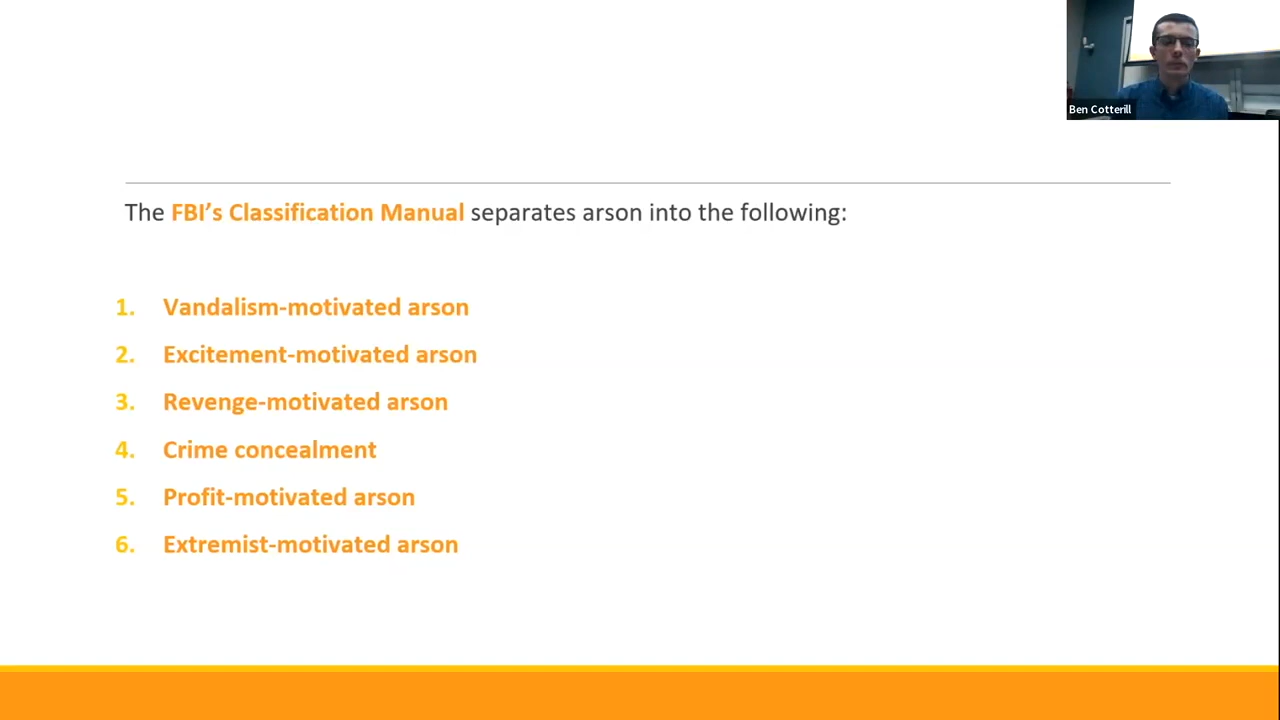 Ben Cotterill
The FBI’s Classification Manual separates arson into the following:
1. Vandalism-motivated arson
2. Excitement-motivated arson
3. Revenge-motivated arson
4. Crime concealment
5. Profit-motivated arson
6. Extremist-motivated arson